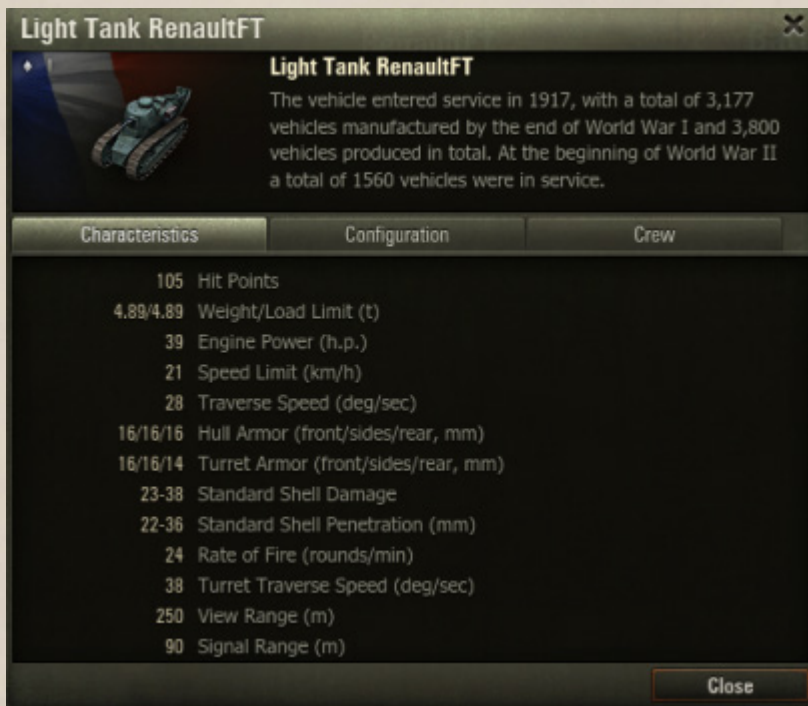 Light Tank RenaultFT
Light Tank RenaultFT
The vehicle entered service in 1917, with a total of 3,177
vehicles manufactured by the end of World War I and 3,800
vehicles produced in total. At the beginning of World War II
a total of 1560 vehicles were in service.
Characteristics Configuration Crew
105 Hit Points
4.89/4.89 Weight/Load Limit (t)
39 Engine Power (h.p.)
21 Speed Limit (km/h)
28 Traverse Speed (deg/sec)
16/16/16 Hull Armor (front/sides/rear, mm)
16/16/14 Turret Armor (front/sides/rear, mm)
23-38 Standard Shell Damage
22-36 Standard Shell Penetration (mm)
24 Rate of Fire (rounds/min)
38 Turret Traverse Speed (deg/sec)
250 View Range (m)
90 Signal Range (m)
Close